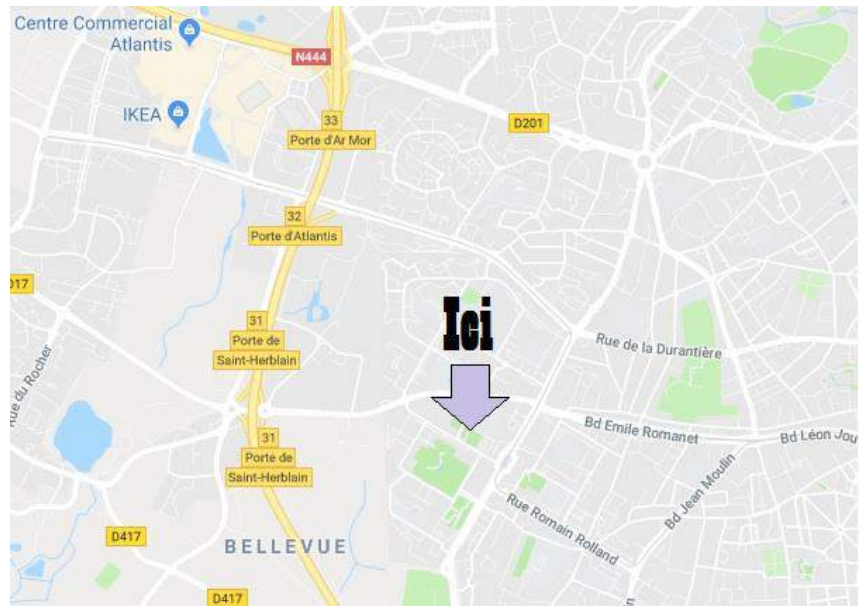 Centre Commercial
Atlantis
N444
IKEA
33
Porte d'Ar Mor
D201
32
Porte d'Atlantis
017
Ici
31
Porte de
Saint-Herblain
Rue de la Durantière
Rue du Rocher
31
Porte de
Saint-Herblain
Bd Emile Romanet
Bd Léon Jou
Bd Jean Moulin
Rue Romain Rolland
D417
BELLEVUE
D417